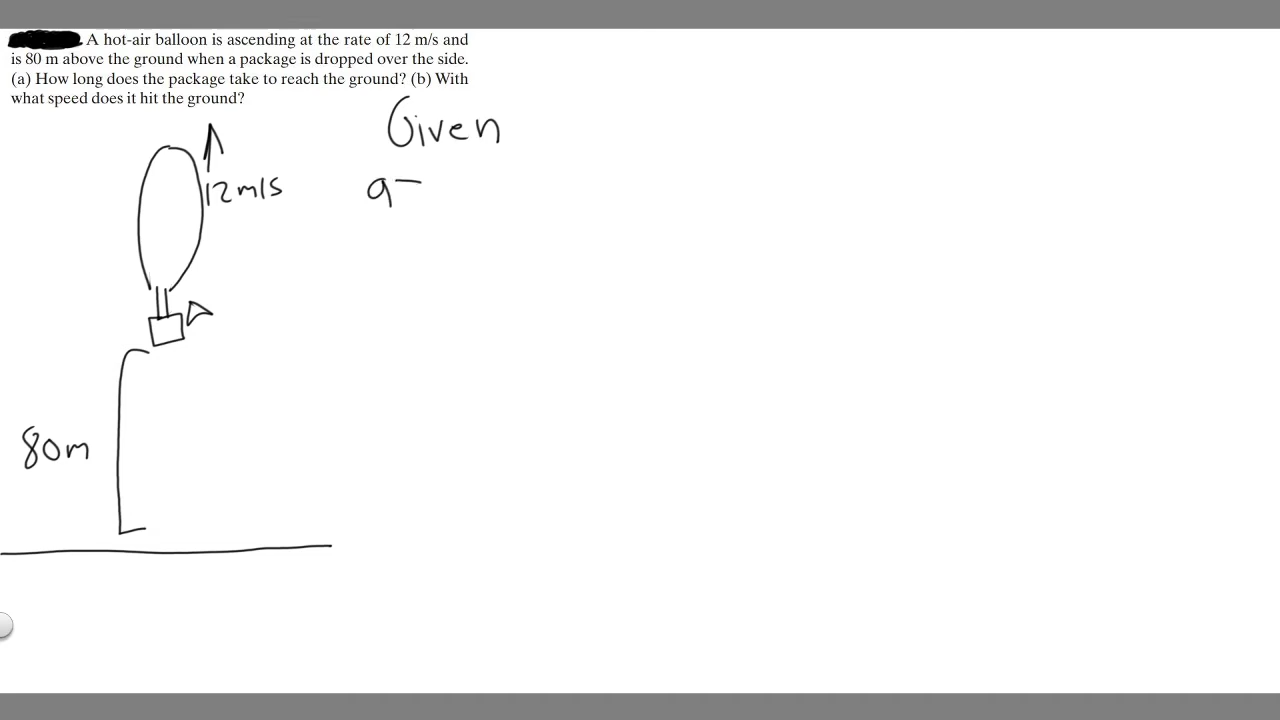 A hot-air balloon is ascending at the rate of 12 m/s and
is 80 m above the ground when a package is dropped over the side.
(a) How long does the package take to reach the ground? (b) With
what speed does it hit the ground?
Given
12m/s
a-
80m